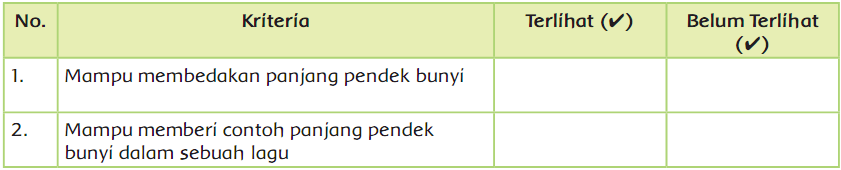 No. Kriteria Terlihat (✔) Belum Terlihat (✔)
1. Mampu membedakan panjang pendek bunyi
2. Mampu memberi contoh panjang pendek
bunyi dalam sebuah lagu